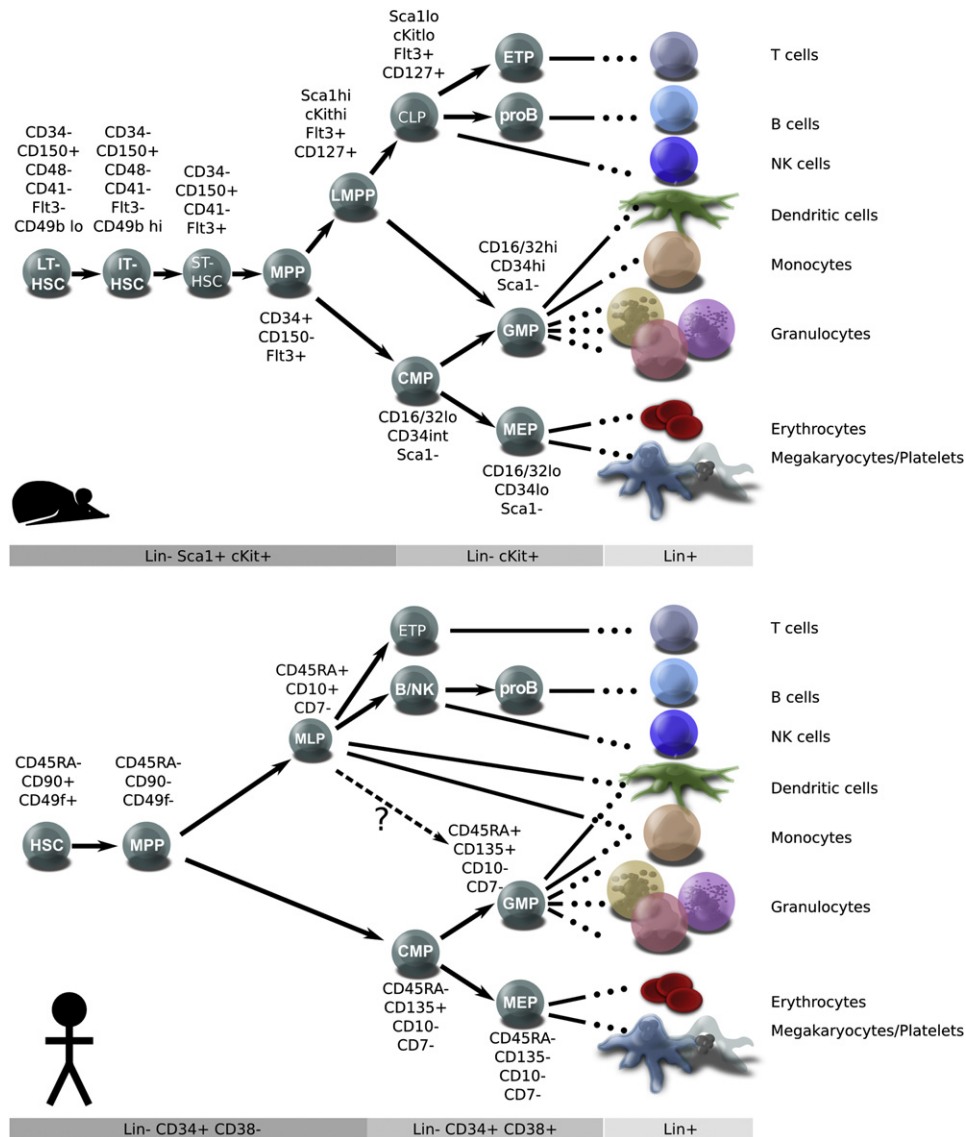 Sca1lo
cKitlo
Flt3+
CD127+
ETP
T cells
Sca1hi
cKithi
Flt3+
CD127+
CLP
proB
B cells
NK cells
CD34-
CD150+
CD48-
CD41-
Flt3-
CD49b lo
CD34-
CD150+
CD48-
CD41-
Flt3-
CD49b hi
CD34-
CD150+
CD41-
Flt3+
LMPP
Dendritic cells
LT-
HSC
IT-
HSC
ST-
HSC
MPP
CD16/32hi
CD34hi
Sca1-
Monocytes
CD34+
CD150-
Flt3+
GMP
Granulocytes
CMP
CD16/32lo
CD34int
Sca1-
MEP
CD16/32lo
CD34lo
Sca1-
Erythrocytes
Megakaryocytes/Platelets
Lin- Sca1+ cKit+
Lin- cKit+
Lin+
ETP
T cells
CD45RA+
CD10+
CD7-
B/NK
proB
B cells
MLP
NK cells
CD45RA-
CD90+
CD49f+
CD45RA-
CD90-
CD49f-
Dendritic cells
?
HSC
MPP
CD45RA+
CD135+
CD10-
CD7-
Monocytes
GMP
Granulocytes
CMP
CD45RA-
CD135+
CD10-
CD7-
MEP
CD45RA-
CD135-
CD10-
CD7-
Erythrocytes
Megakaryocytes/Platelets
Lin- CD34+ CD38-
Lin- CD34+ CD38+
Lin+